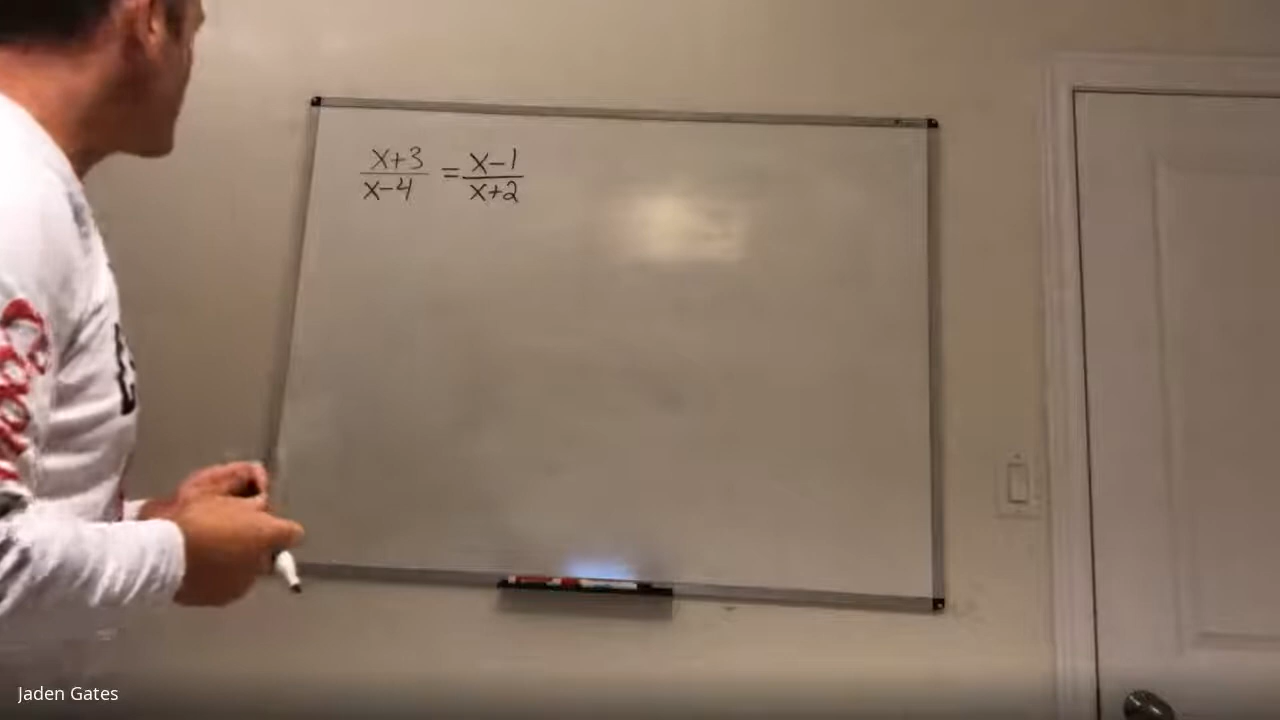 x+3 = x-1
x-4 x+2
Jaden Gates